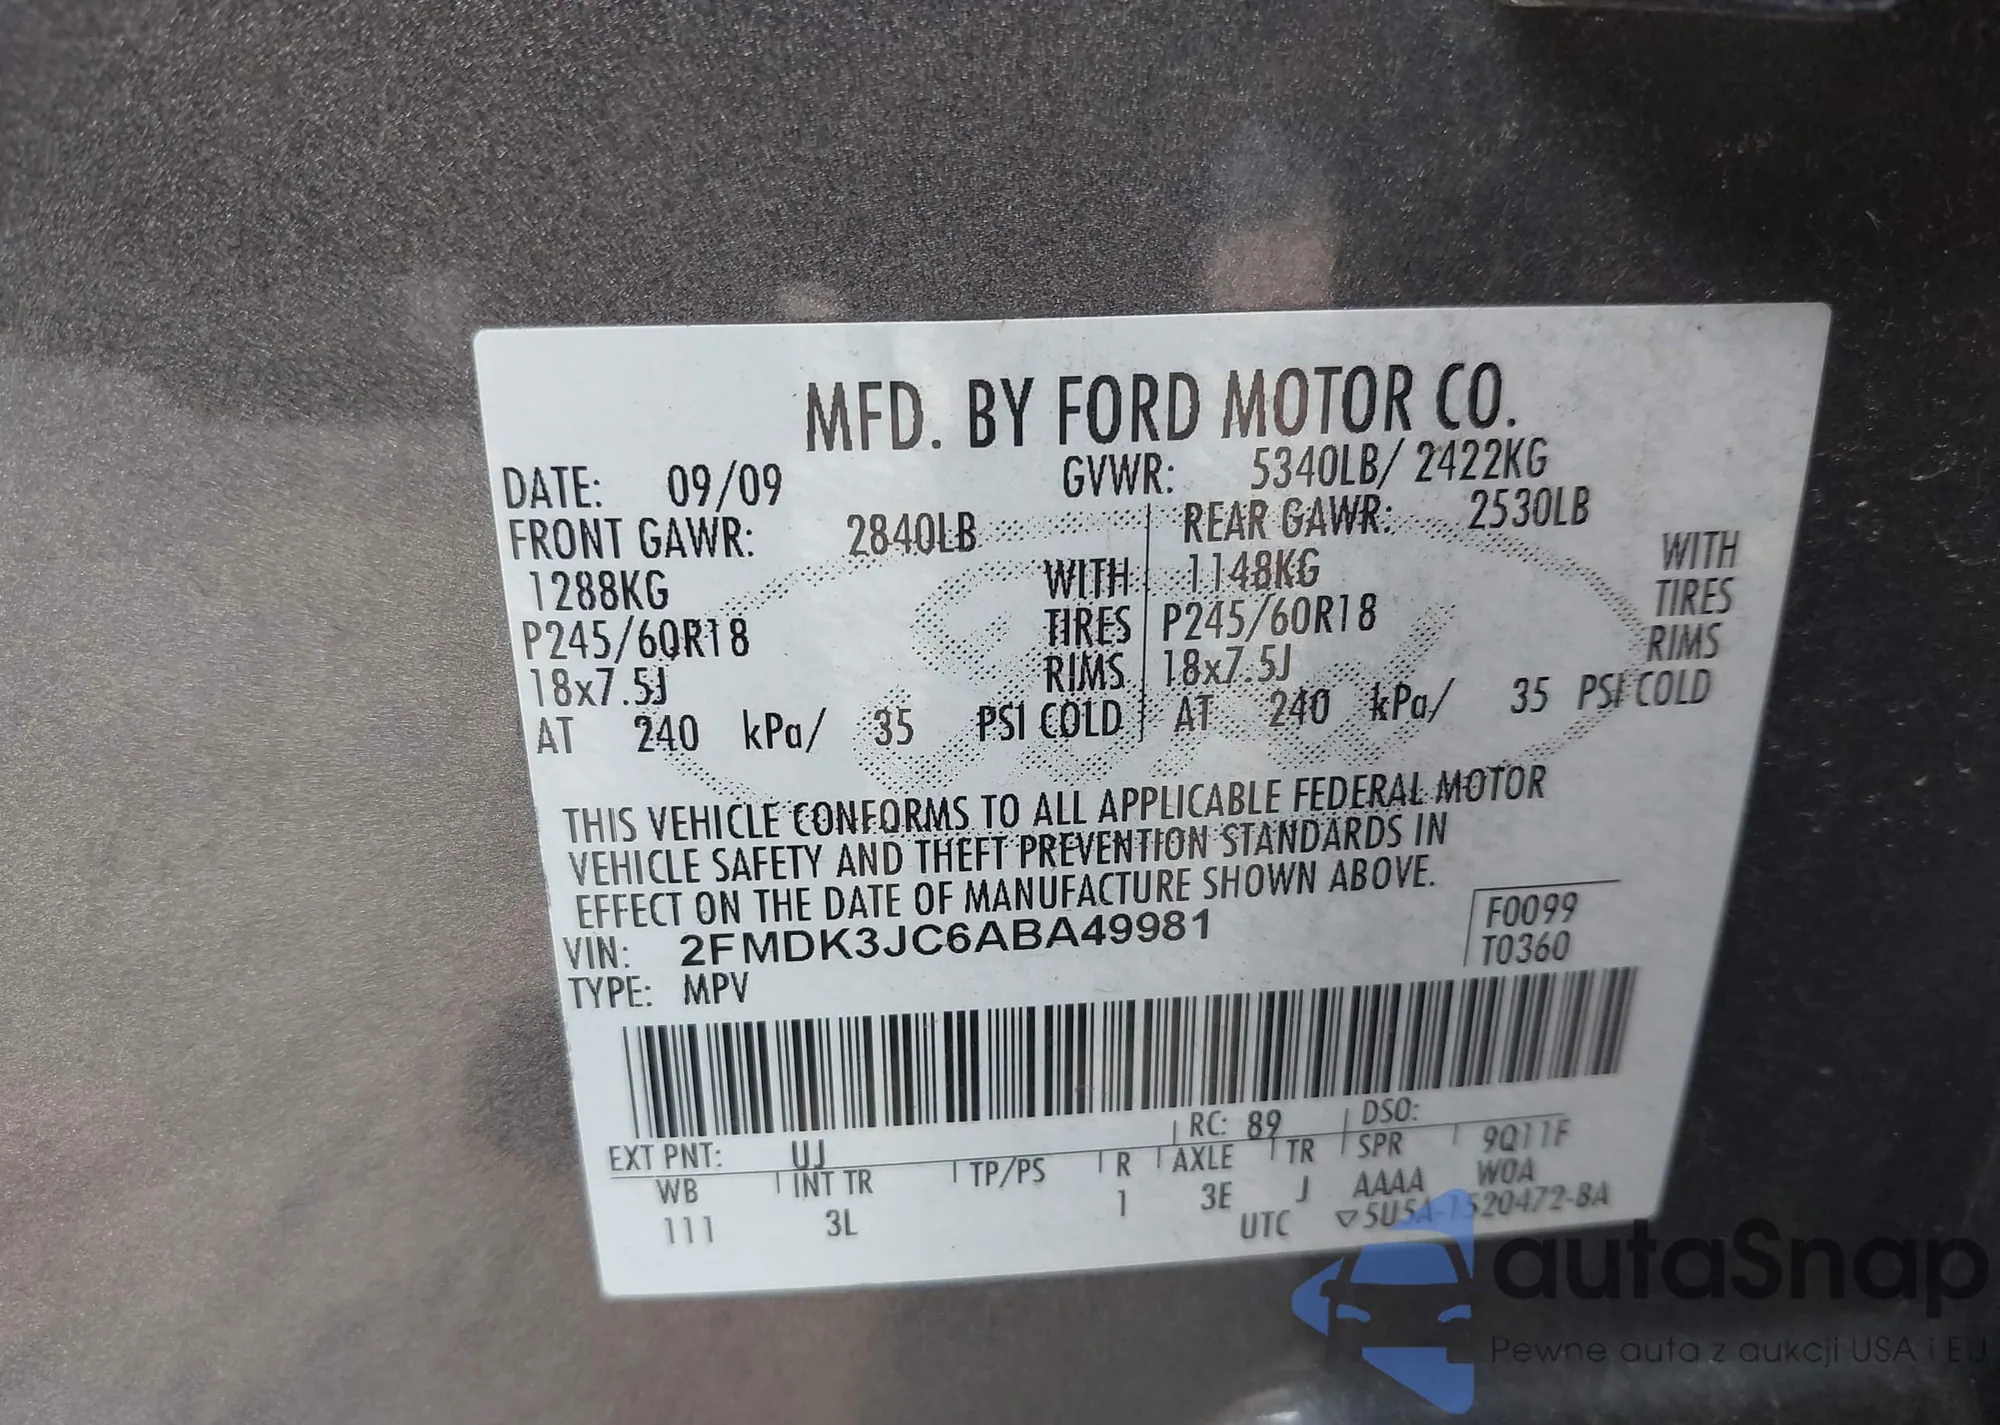 MFD. BY FORD MOTOR CO.
DATE: 09/09 GVWR: 5340LB/ 2422KG
FRONT GAWR: 2840LB REAR GAWR: 2530LB
1288KG WITH 1148KG WITH
P245/60R18 TIRES P245/60R18 TIRES
18x7.5J RIMS 18x7.5J RIMS
AT 240 kPa/ 35 PSI COLD AT 240 kPa/ 35 PSI COLD
THIS VEHICLE CONFORMS TO ALL APPLICABLE FEDERAL MOTOR
VEHICLE SAFETY AND THEFT PREVENTION STANDARDS IN
EFFECT ON THE DATE OF MANUFACTURE SHOWN ABOVE.
VIN: 2FMDK3JC6ABA49981 F0099
TYPE: MPV T0360
EXT PNT: UJ RC: 89 DSO:
WB INT TR TP/PS R AXLE TR SPR 9Q11F
111 3L 1 3E J AAAA W0A
UTC ▽5U5A-1520472-BA
autaSnap
Pewne auta z aukcji USA i EU